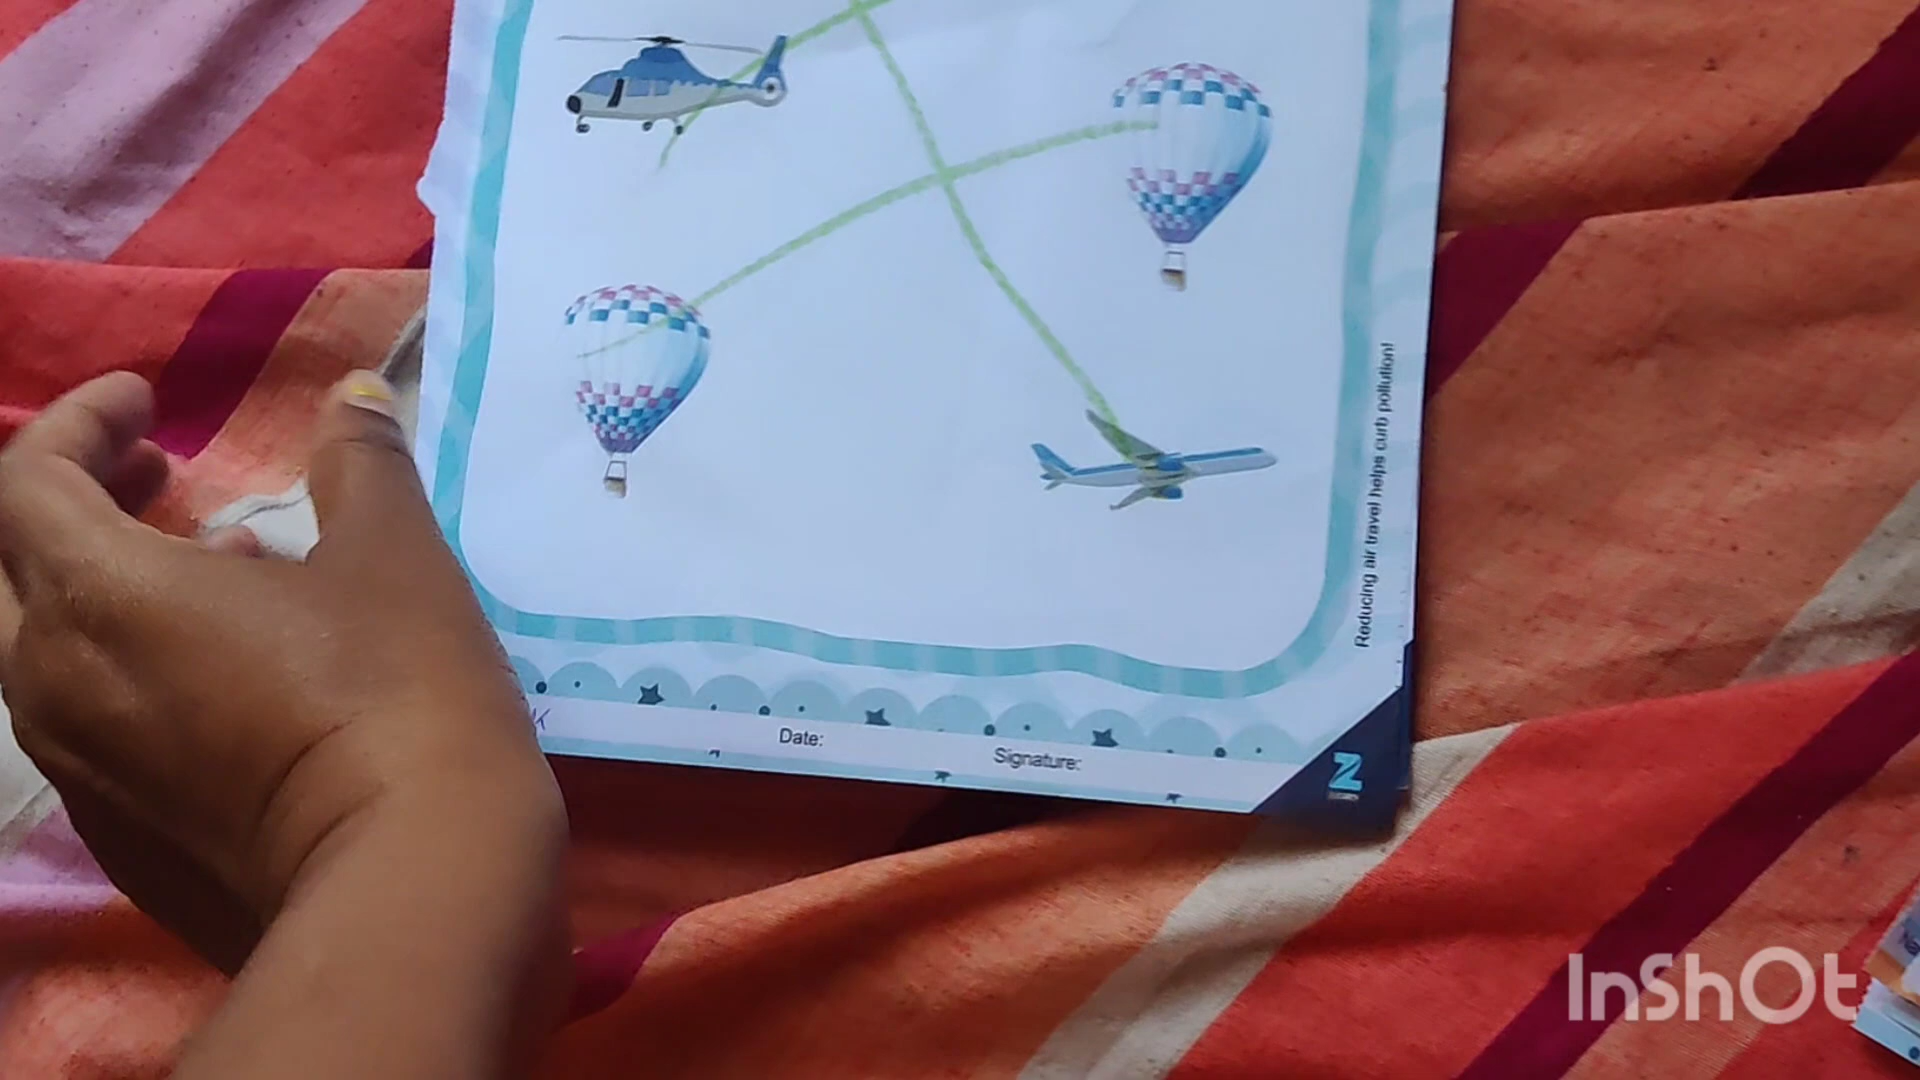 Reducing air travel helps curb pollution!
Date:
Signature:
Z
InShOt